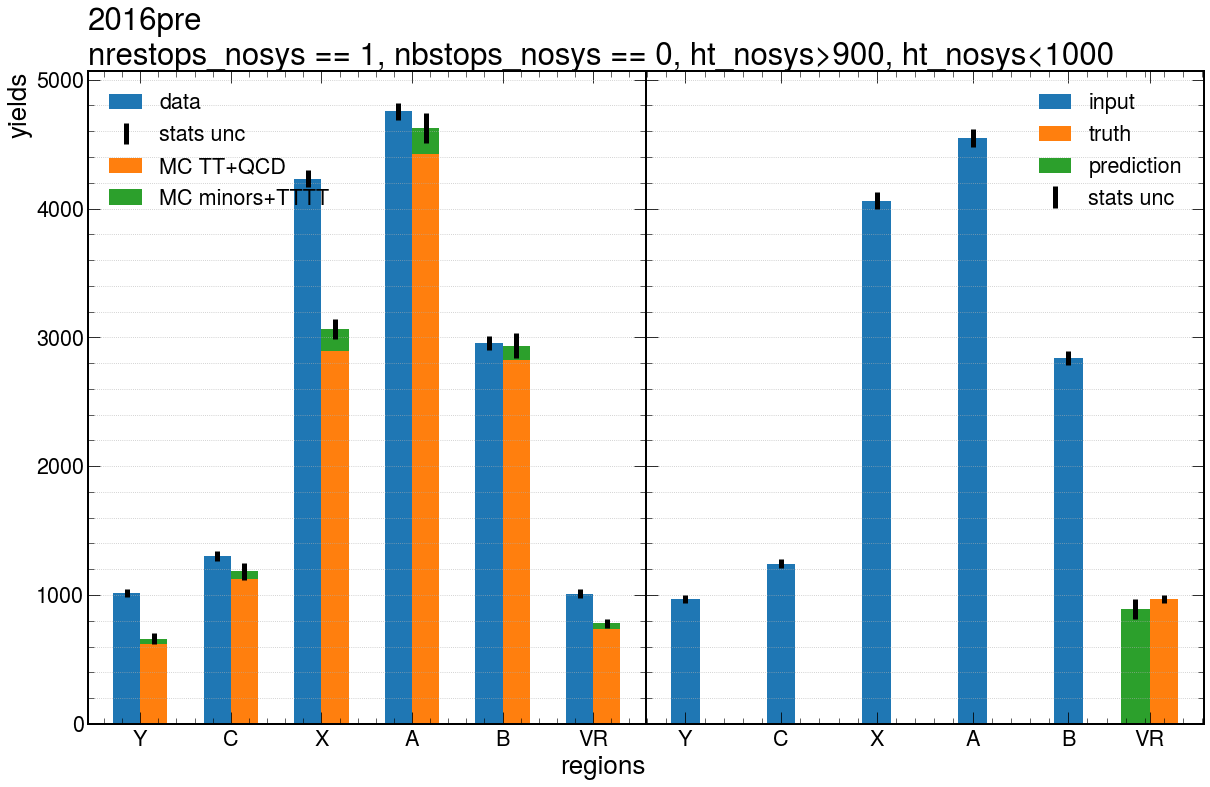 2016pre
nrestops_nosys == 1, nbstops_nosys == 0, ht_nosys>900, ht_nosys<1000
yields
5000
4000
3000
2000
1000
0
data
stats unc
MC TT+QCD
MC minors+TTTT
input
truth
prediction
stats unc
Y C X A B VR
Y C X A B VR
regions